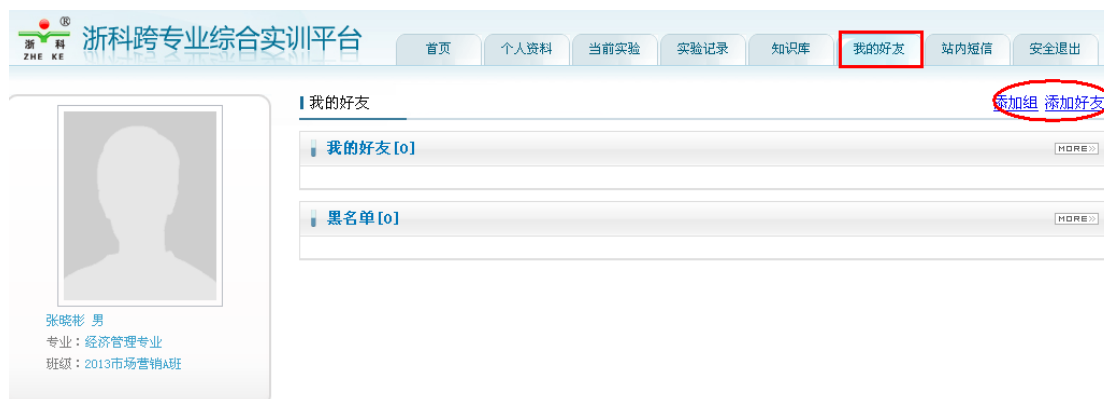 ®
浙 科
ZHE KE
浙科跨专业综合实训平台
首页 个人资料 当前实验 实验记录 知识库 我的好友 站内短信 安全退出
我的好友 添加组 添加好友
我的好友[0] MORE>>
黑名单[0] MORE>>
张晓彬 男
专业：经济管理专业
班级：2013市场营销A班